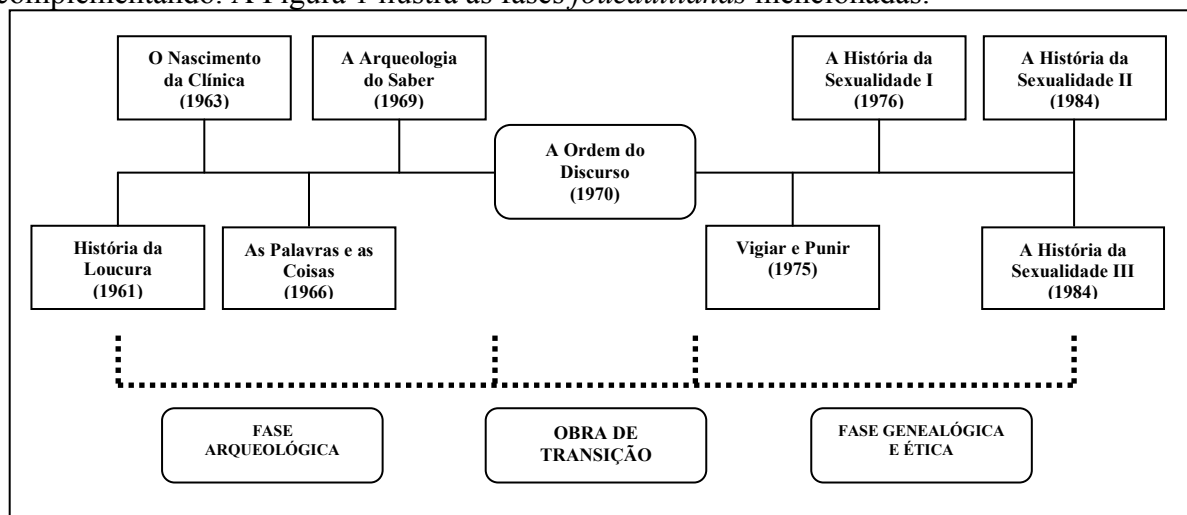 complementando. A Figura 1 ilustra as fases foucaultianas mencionadas.
O Nascimento
da Clínica
(1963)
A Arqueologia
do Saber
(1969)
A História da
Sexualidade I
(1976)
A História da
Sexualidade II
(1984)
A Ordem do
Discurso
(1970)
História da
Loucura
(1961)
As Palavras e as
Coisas
(1966)
Vigiar e Punir
(1975)
A História da
Sexualidade III
(1984)
FASE
ARQUEOLÓGICA
OBRA DE
TRANSIÇÃO
FASE GENEALÓGICA
E ÉTICA